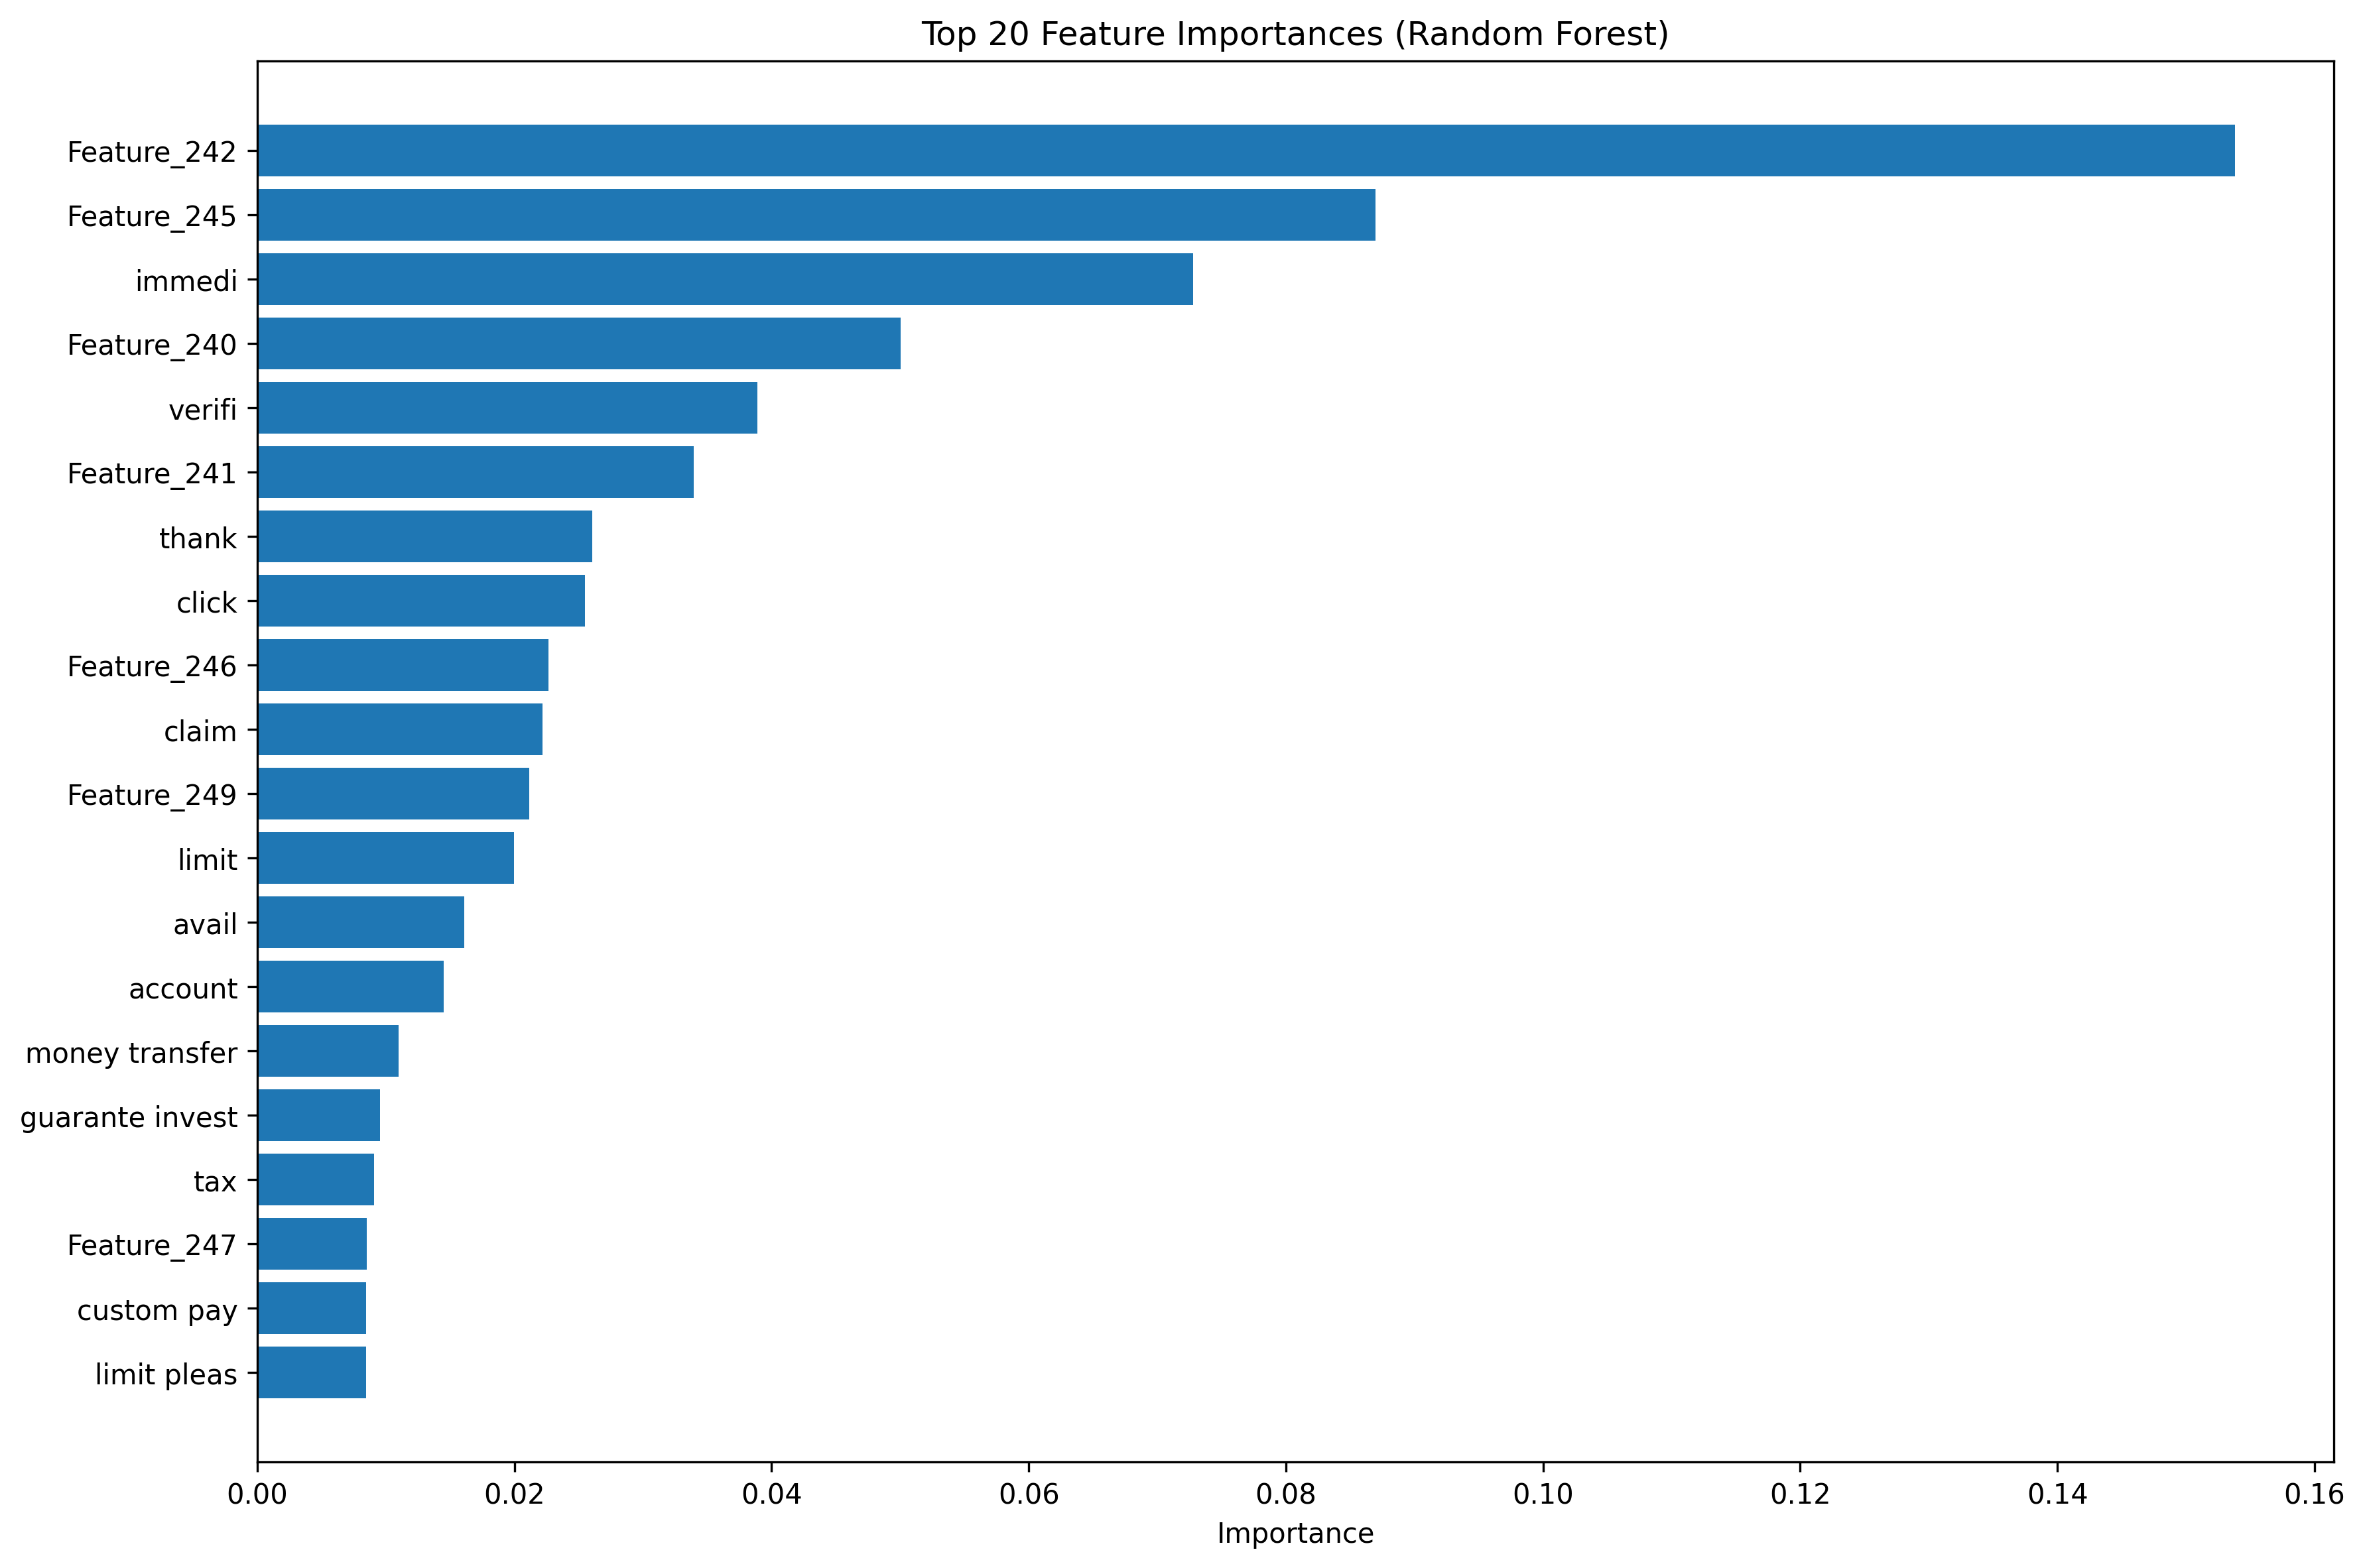 Top 20 Feature Importances (Random Forest)
Feature_242
Feature_245
immedi
Feature_240
verifi
Feature_241
thank
click
Feature_246
claim
Feature_249
limit
avail
account
money transfer
guarante invest
tax
Feature_247
custom pay
limit pleas
0.00 0.02 0.04 0.06 0.08 0.10 0.12 0.14 0.16
Importance